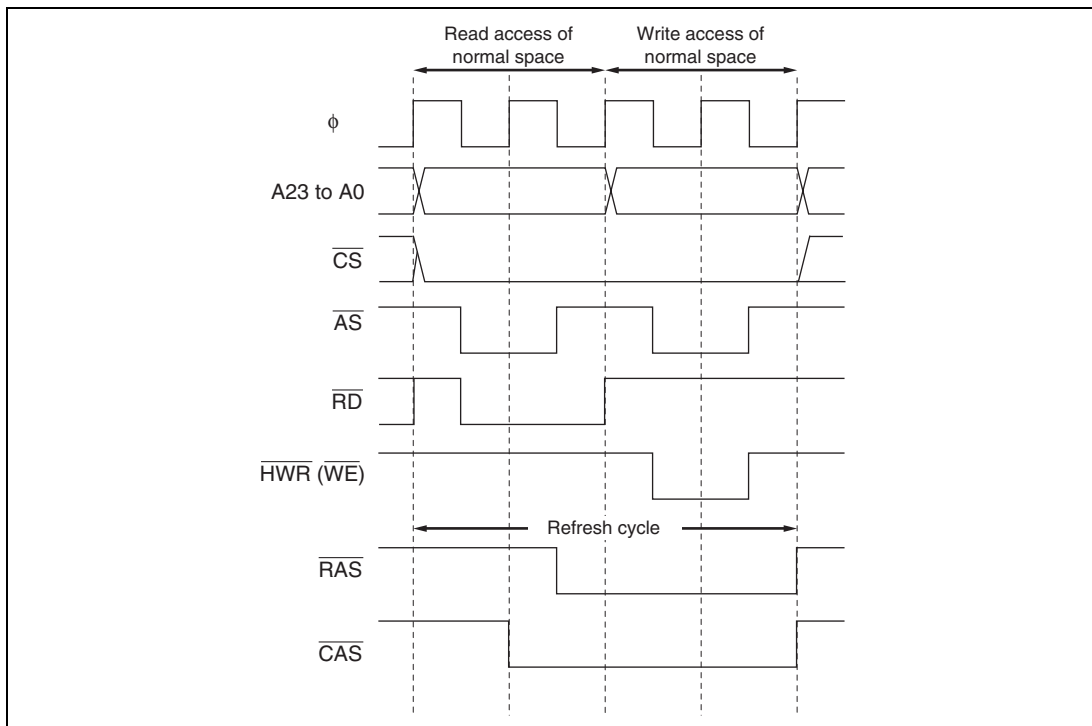 Read access of
normal space
Write access of
normal space
ϕ
A23 to A0
CS
AS
RD
HWR (WE)
Refresh cycle
RAS
CAS